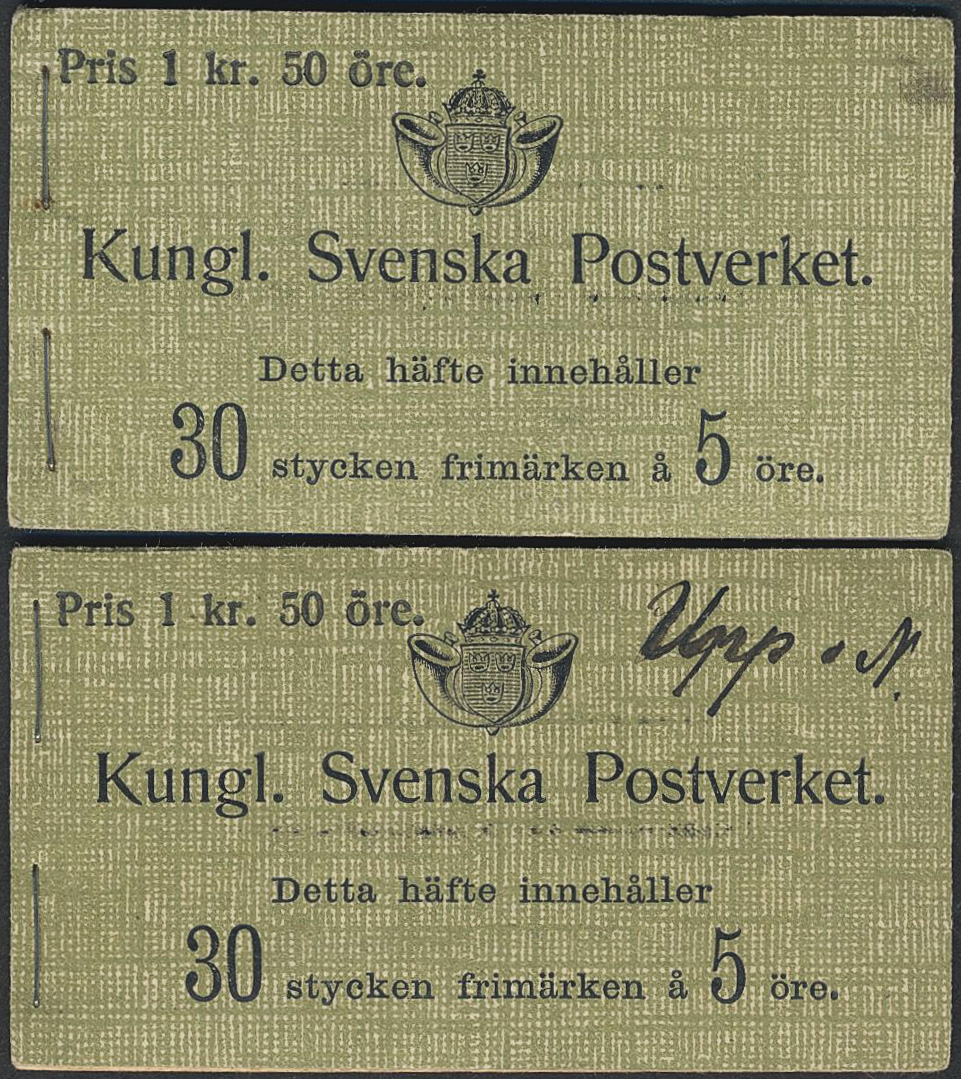 Pris 1 kr. 50 öre.
Kungl. Svenska Postverket.
Detta häfte innehåller
30 stycken frimärken å 5 öre.
Pris 1 kr. 50 öre.
Upp • N.
Kungl. Svenska Postverket.
Detta häfte innehåller
30 stycken frimärken å 5 öre.